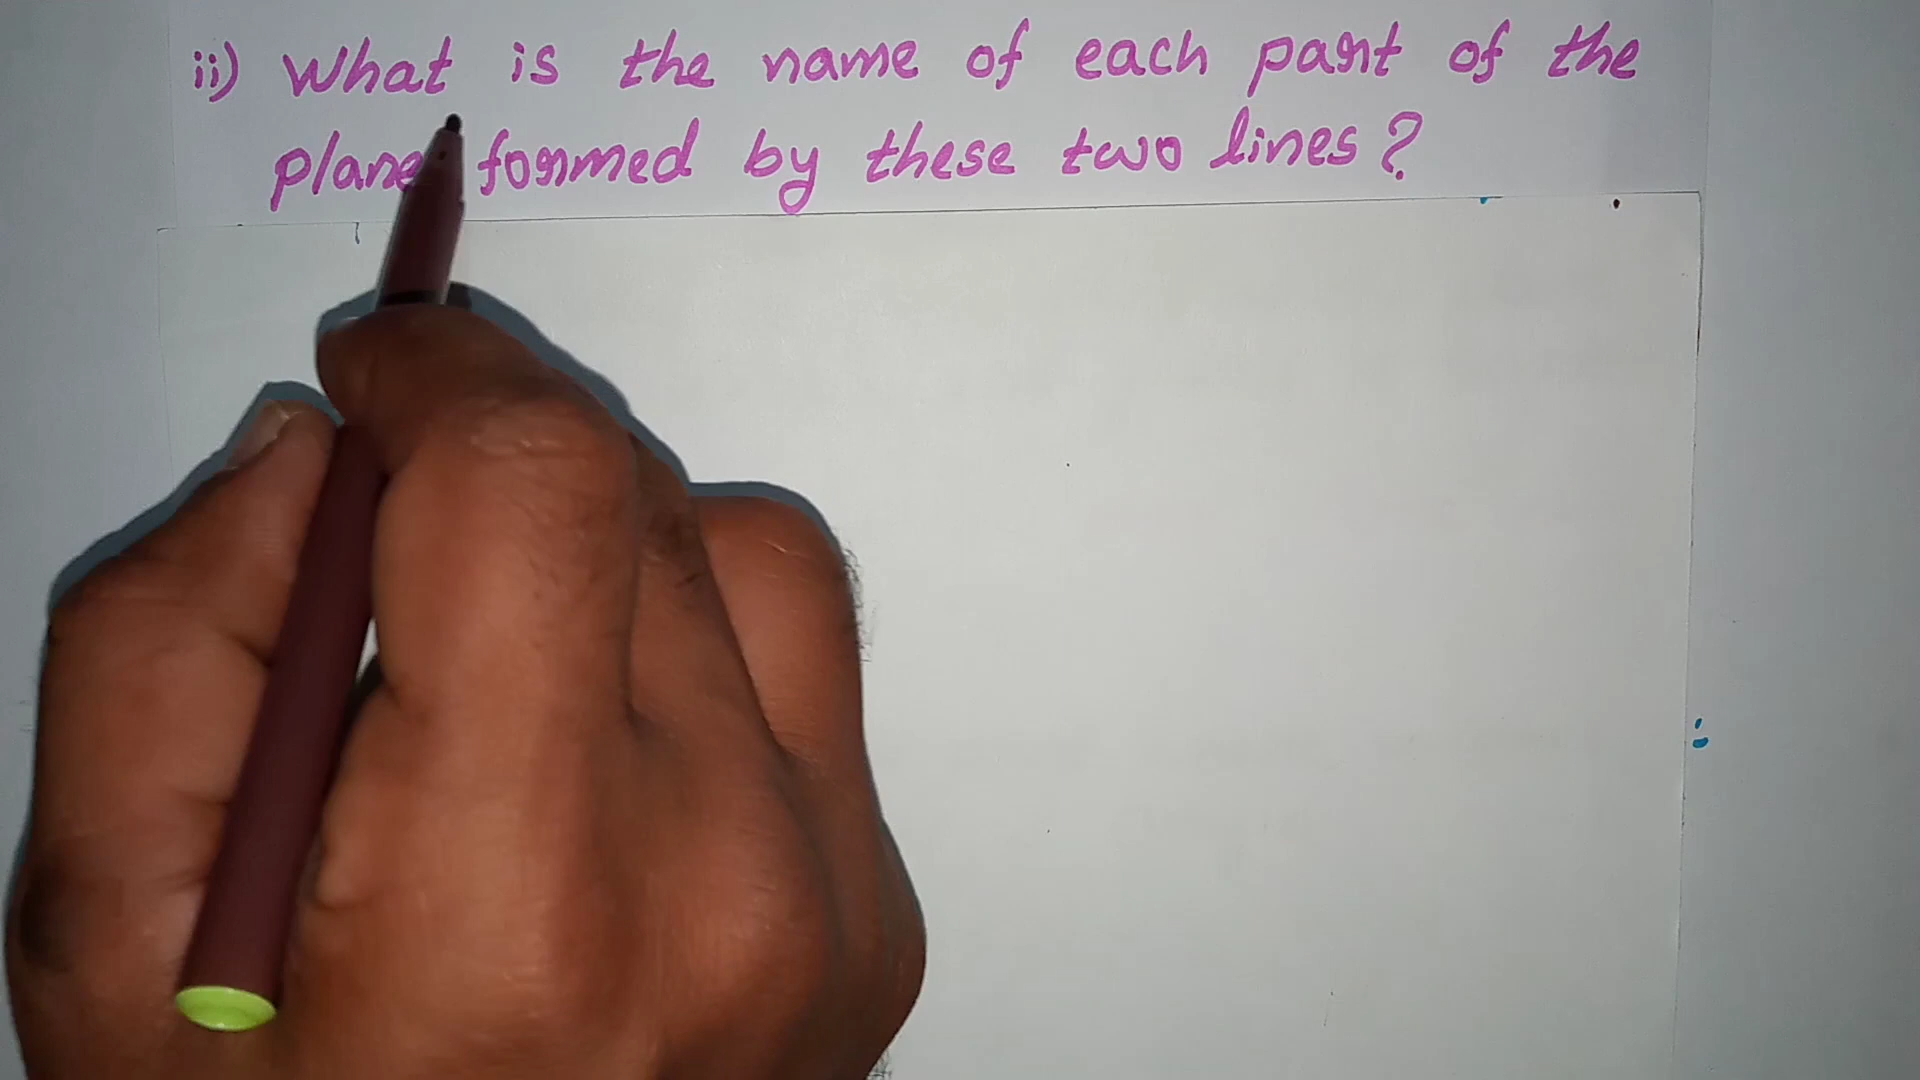 ii) What is the name of each part of the
plane formed by these two lines?